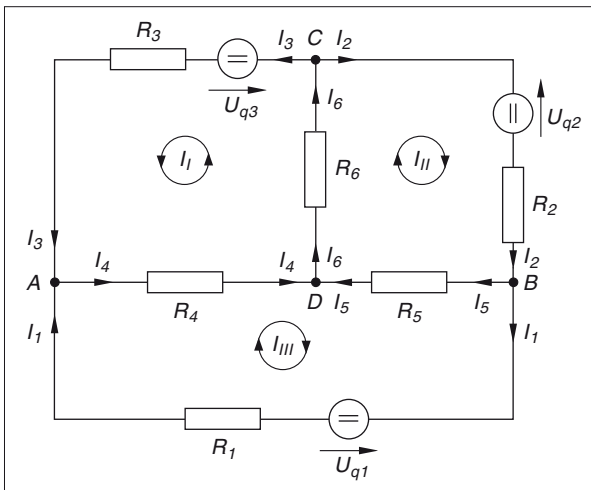 R3 I3 C I2
Uq3 I6 Uq2
II R6 III
R2
I3 I6 I2
A I4 I4 D I5 I5 B
I1 R4 R5 I1
IIII
R1 Uq1